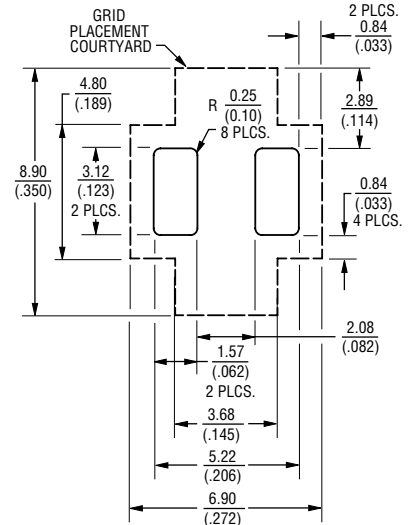 GRID
PLACEMENT
COURTYARD
2 PLCS.
0.84
(.033)
4.80
(.189)
R 0.25
(0.10)
8 PLCS.
2.89
(.114)
8.90
(.350)
3.12
(.123)
2 PLCS.
0.84
(.033)
4 PLCS.
2.08
(.082)
1.57
(.062)
2 PLCS.
3.68
(.145)
5.22
(.206)
6.90
(.272)